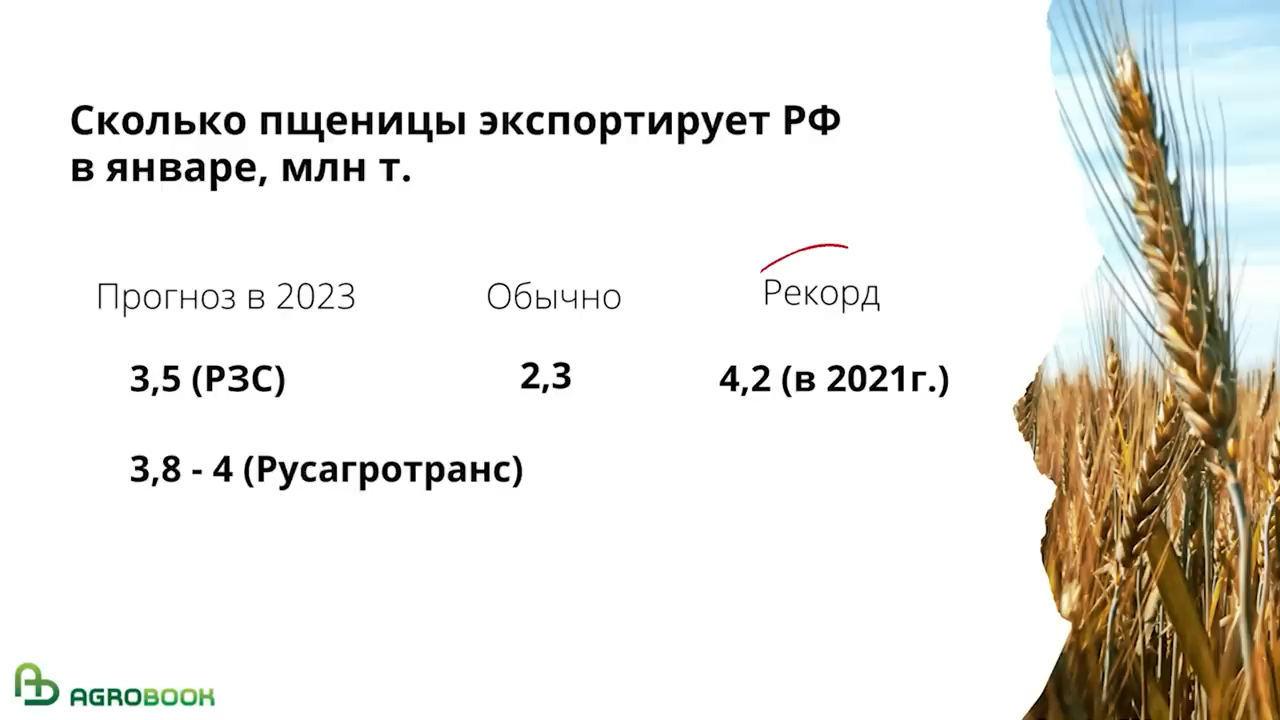 Сколько пщеницы экспортирует РФ
в январе, млн т.
Прогноз в 2023
Обычно
Рекорд
3,5 (РЗС)
2,3
4,2 (в 2021г.)
3,8 - 4 (Русагротранс)
AGROBOOK